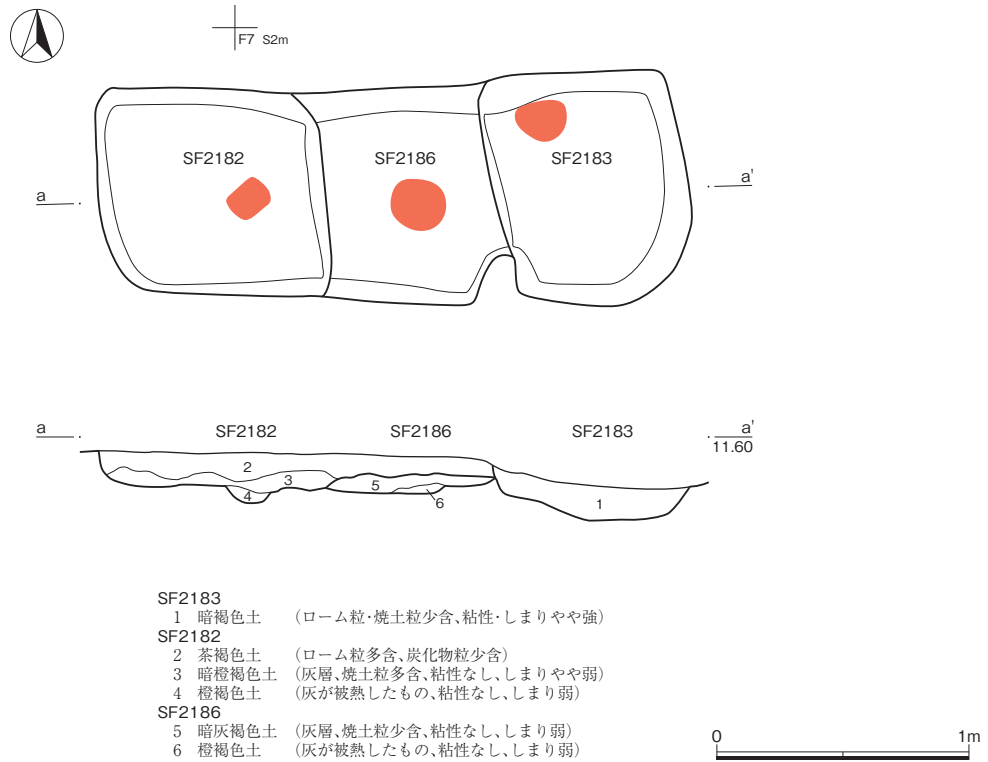 F7 S2m
SF2182
SF2186
SF2183
a
a'
a
SF2182
SF2186
SF2183
a'
11.60
2
3
4
5
6
1
SF2183
1 暗褐色土 (ローム粒・焼土粒少含、粘性・しまりやや強)
SF2182
2 茶褐色土 (ローム粒多含、炭化物粒少含)
3 暗橙褐色土 (灰層、焼土粒多含、粘性なし、しまりやや弱)
4 橙褐色土 (灰が被熱したもの、粘性なし、しまり弱)
SF2186
5 暗灰褐色土 (灰層、焼土粒少含、粘性なし、しまり弱)
6 橙褐色土 (灰が被熱したもの、粘性なし、しまり弱)
0
1m